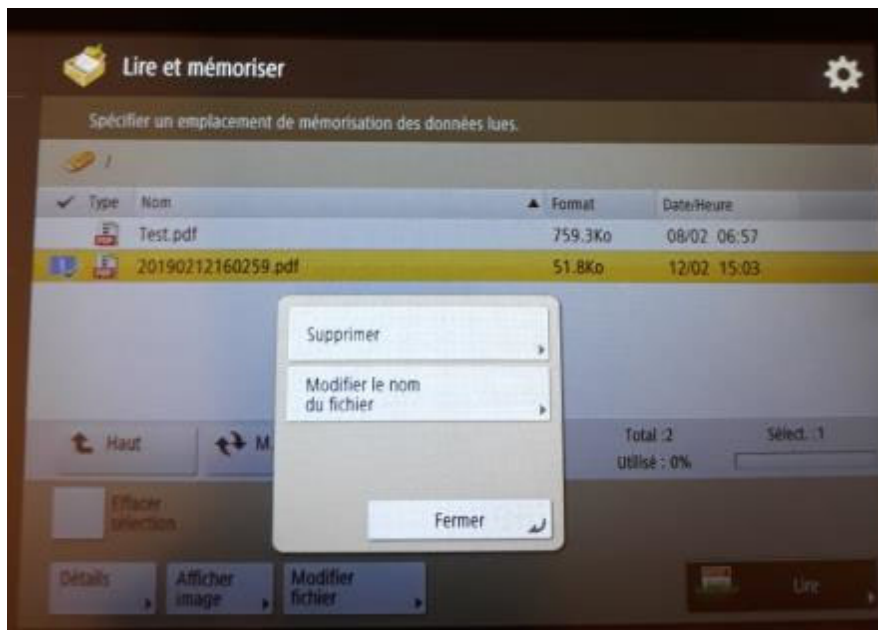 Lire et mémoriser
Spécifier un emplacement de mémorisation des données lues.
/
Type Nom Format Date/Heure
Test.pdf 759.3Ko 08/02 06:57
1 20190212160259.pdf 51.8Ko 12/02 15:03
Supprimer
Modifier le nom
du fichier
Haut M. Total :2 Sélect. :1
Utilisé : 0%
Effacer
sélection
Fermer
Détails Afficher
image Modifier
fichier Lire